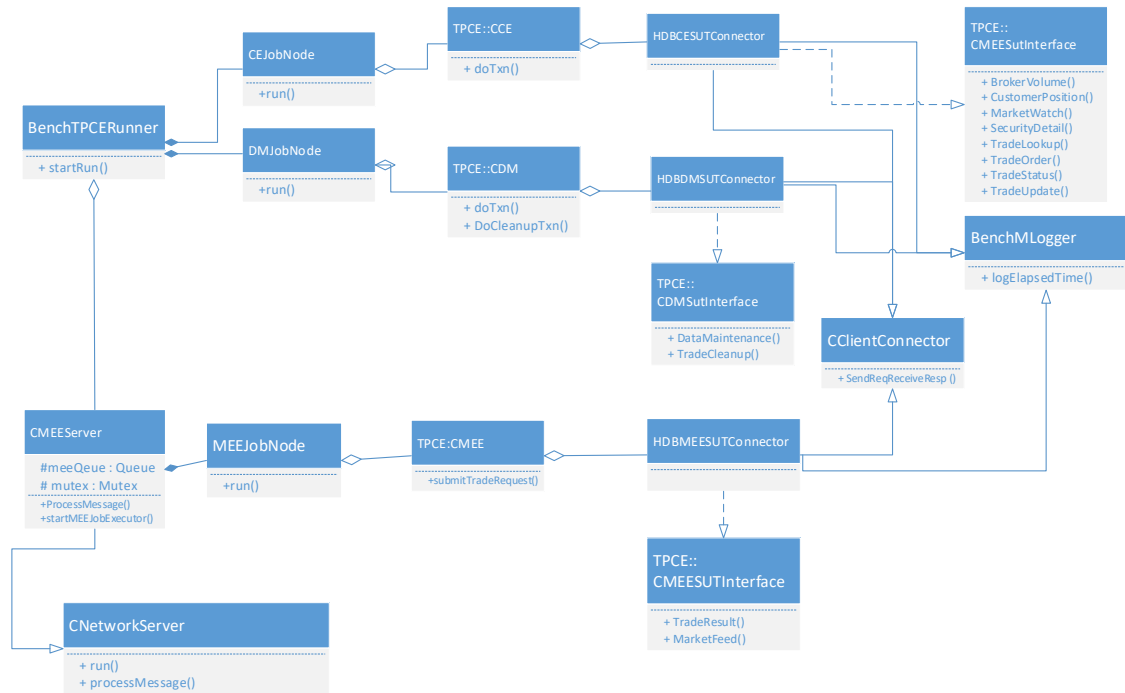 BenchTPCERunner
+ startRun()
CEJobNode
+run()
DMJobNode
+run()
TPCE::CCE
+ doTxn()
TPCE::CDM
+ doTxn()
+ DoCleanupTxn()
HDBCESUTConnector
HDBDMSUTConnector
TPCE::
CDMSutInterface
+ DataMaintenance()
+ TradeCleanup()
TPCE::
CMEESutInterface
+ BrokerVolume()
+ CustomerPosition()
+ MarketWatch()
+ SecurityDetail()
+ TradeLookup()
+ TradeOrder()
+ TradeStatus()
+ TradeUpdate()
BenchMLogger
+ logElapsedTime()
CClientConnector
+ SendReqReceiveResp ()
CMEEServer
#meeQeue : Queue
# mutex : Mutex
+ProcessMessage()
+startMEEJobExecutor()
MEEJobNode
+run()
TPCE:CMEE
+submitTradeRequest()
HDBMEESUTConnector
TPCE::
CMEESUTInterface
+ TradeResult()
+ MarketFeed()
CNetworkServer
+ run()
+ processMessage()